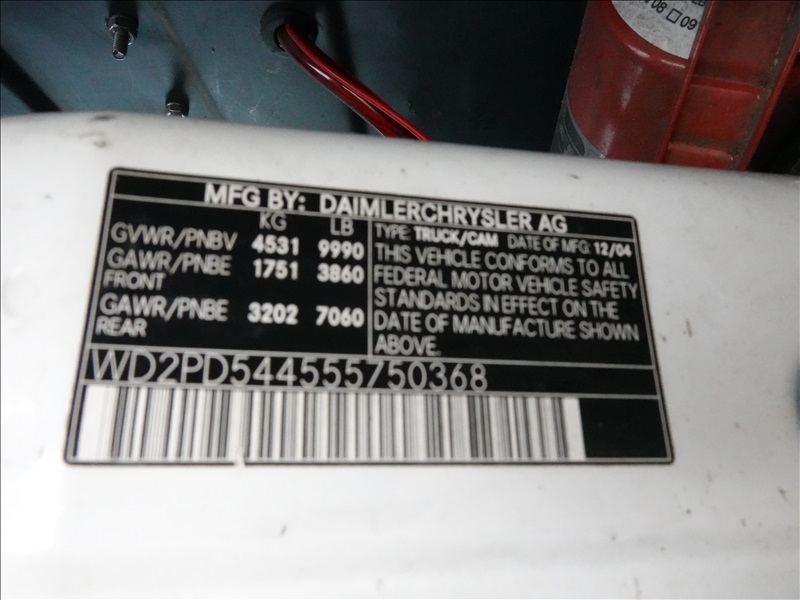 08 □ 09
MFG BY: DAIMLERCHRYSLER AG
KG LB
GVWR/PNBV 4531 9990
GAWR/PNBE 1751 3860
FRONT
GAWR/PNBE 3202 7060
REAR
TYPE: TRUCK/CAM DATE OF MFG: 12/04
THIS VEHICLE CONFORMS TO ALL
FEDERAL MOTOR VEHICLE SAFETY
STANDARDS IN EFFECT ON THE
DATE OF MANUFACTURE SHOWN
ABOVE.
WD2PD544555750368